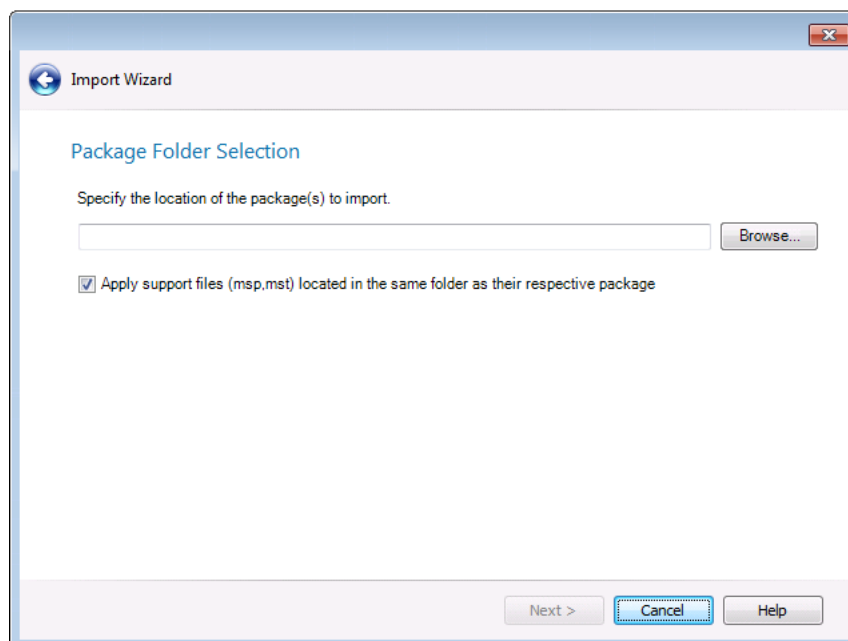 Import Wizard
Package Folder Selection
Specify the location of the package(s) to import.
Browse...
Apply support files (msp,mst) located in the same folder as their respective package
Next >
Cancel
Help